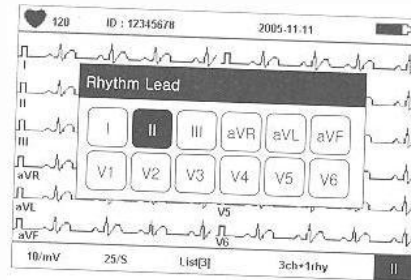 120 ID : 12345678 2005-11-11
I
II
Rhythm Lead
I II III aVR aVL aVF
V1 V2 V3 V4 V5 V6
III
aVR
aVL V5
aVF V6
10/mV 25/S List[3] 3ch+1rhy II